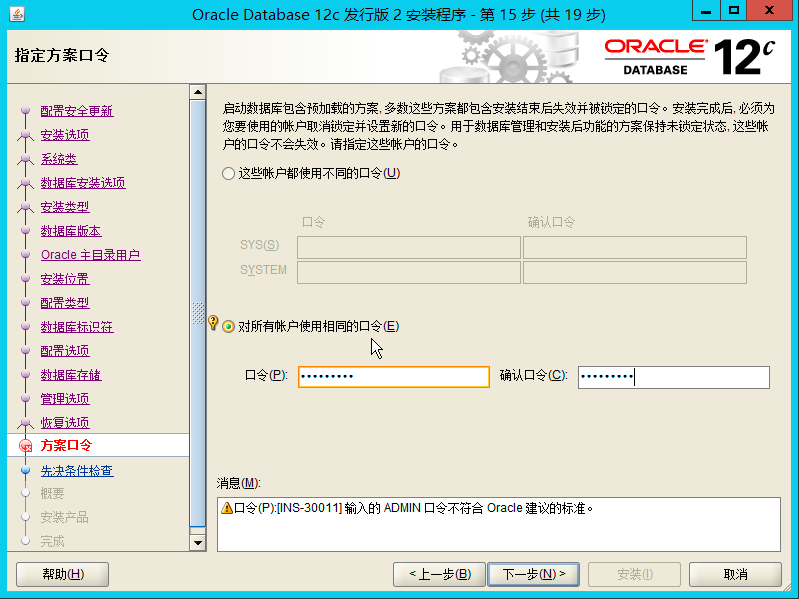 Oracle Database 12c 发行版 2 安装程序 - 第 15 步 (共 19 步)
指定方案口令
ORACLE® DATABASE 12c
配置安全更新
安装选项
系统类
数据库安装选项
安装类型
数据库版本
Oracle 主目录用户
安装位置
配置类型
数据库标识符
配置选项
数据库存储
管理选项
恢复选项
方案口令
先决条件检查
概要
安装产品
完成
启动数据库包含预加载的方案, 多数这些方案都包含安装结束后失效并被锁定的口令。安装完成后, 必须为
您要使用的帐户取消锁定并设置新的口令。用于数据库管理和安装后功能的方案保持未锁定状态, 这些帐
户的口令不会失效。请指定这些帐户的口令。
这些帐户都使用不同的口令(U)
口令 确认口令
SYS(S)
SYSTEM
对所有帐户使用相同的口令(E)
口令(P): ••••••••• 确认口令(C): •••••••••
消息(M):
口令(P):[INS-30011] 输入的 ADMIN 口令不符合 Oracle 建议的标准。
帮助(H) < 上一步(B) 下一步(N) > 安装(I) 取消